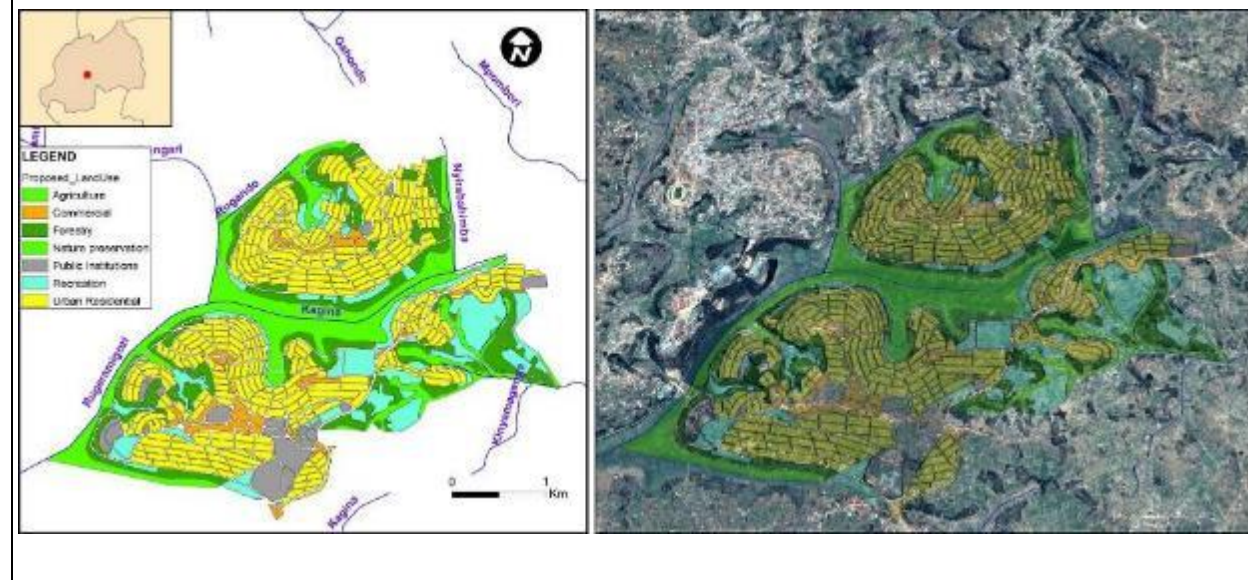 Gahondo
N
Mpombori
LEGEND
Proposed_LandUse
Agriculture
Commercial
Forestry
Nature preservation
Public Institutions
Recreation
Urban Residential
Rugando
Kagina
0 1
Km
Kagina